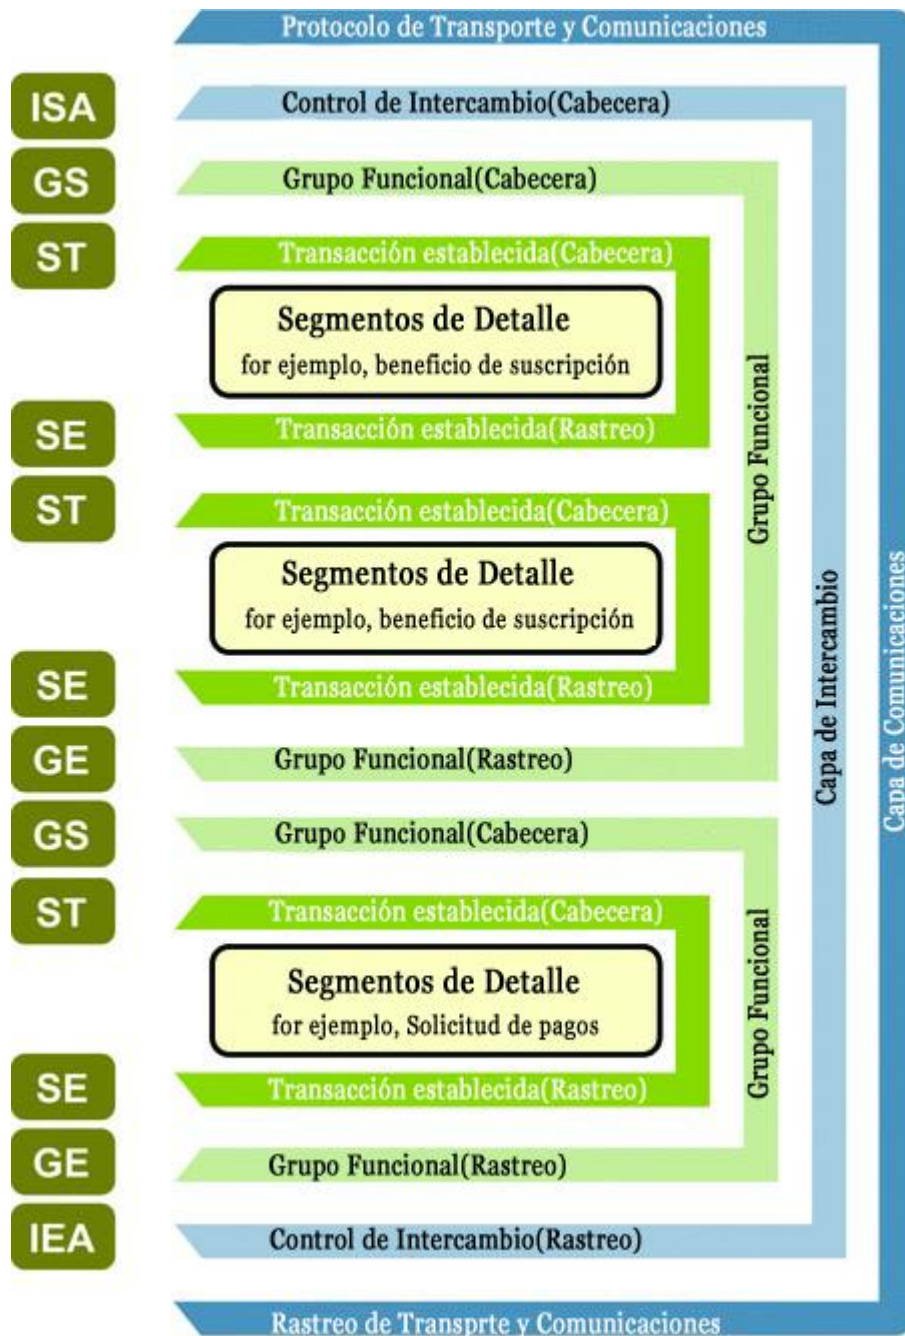 Protocolo de Transporte y Comunicaciones
ISA
Control de Intercambio(Cabecera)
GS
Grupo Funcional(Cabecera)
ST
Transacción establecida(Cabecera)
Segmentos de Detalle
for ejemplo, beneficio de suscripción
SE
Transacción establecida(Rastreo)
ST
Transacción establecida(Cabecera)
Segmentos de Detalle
for ejemplo, beneficio de suscripción
SE
Transacción establecida(Rastreo)
GE
Grupo Funcional(Rastreo)
Grupo Funcional
GS
Grupo Funcional(Cabecera)
ST
Transacción establecida(Cabecera)
Segmentos de Detalle
for ejemplo, Solicitud de pagos
SE
Transacción establecida(Rastreo)
GE
Grupo Funcional(Rastreo)
Grupo Funcional
IEA
Control de Intercambio(Rastreo)
Capa de Intercambio
Rastreo de Transprte y Comunicaciones
Capa de Comunicaciones